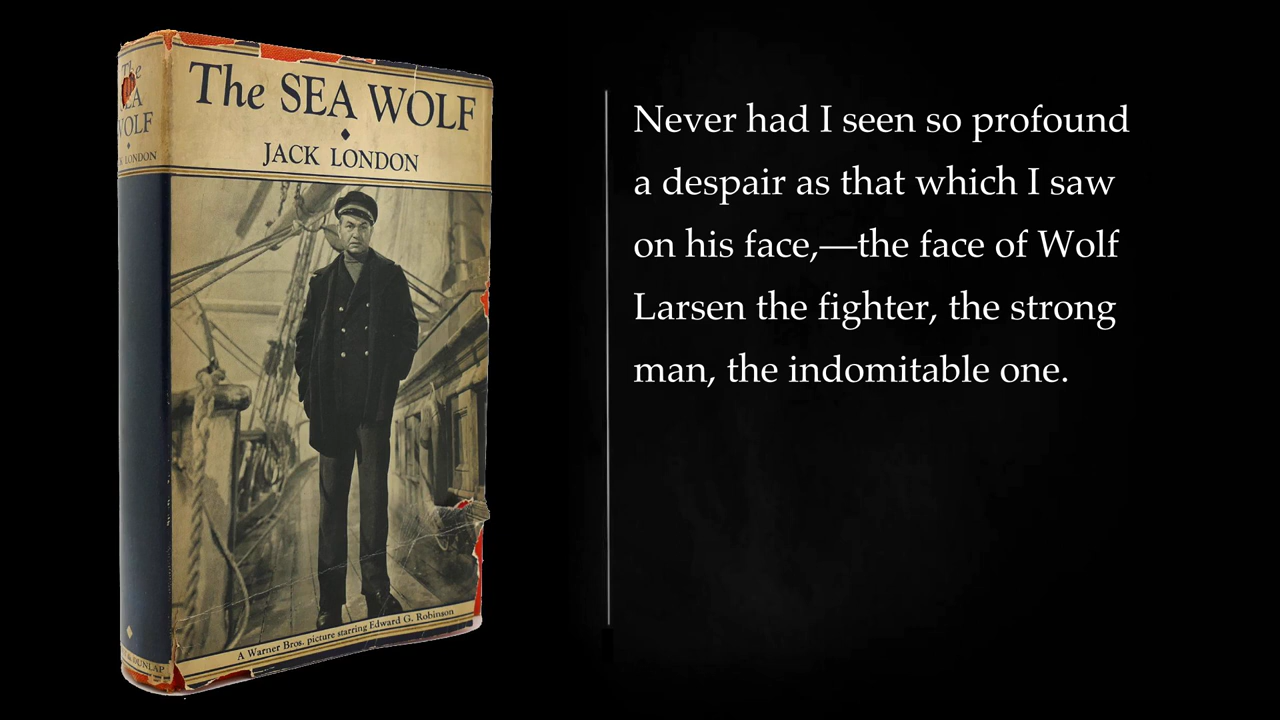 The
SEA
WOLF
LONDON
DUNLAP
The SEA WOLF
JACK LONDON
A Warner Bros. picture starring Edward G. Robinson
Never had I seen so profound
a despair as that which I saw
on his face,—the face of Wolf
Larsen the fighter, the strong
man, the indomitable one.